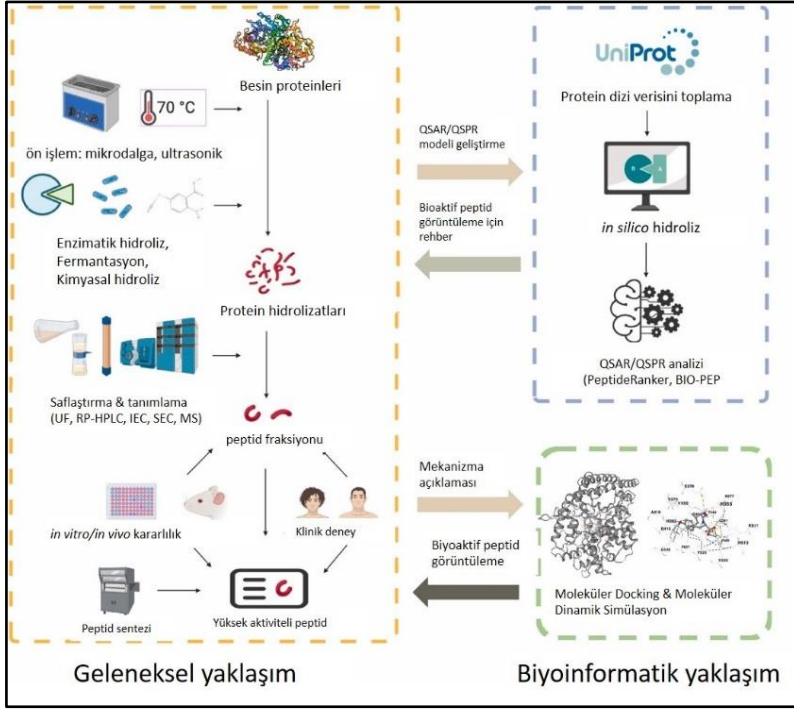 Besin proteinleri
70 °C
ön işlem: mikrodalga, ultrasonik
Enzimatik hidroliz,
Fermantasyon,
Kimyasal hidroliz
Protein hidrolizatları
Saflaştırma & tanımlama
(UF, RP-HPLC, IEC, SEC, MS)
peptid fraksiyonu
in vitro/in vivo kararlılık
Klinik deney
Peptid sentezi
Yüksek aktiviteli peptid
Geleneksel yaklaşım
QSAR/QSPR
modeli geliştirme
Bioaktif peptid
görüntüleme için
rehber
Mekanizma
açıklaması
Biyoaktif peptid
görüntüleme
UniProt
Protein dizi verisini toplama
in silico hidroliz
QSAR/QSPR analizi
(PeptideRanker, BIO-PEP
Moleküler Docking & Moleküler
Dinamik Simülasyon
Biyoinformatik yaklaşım